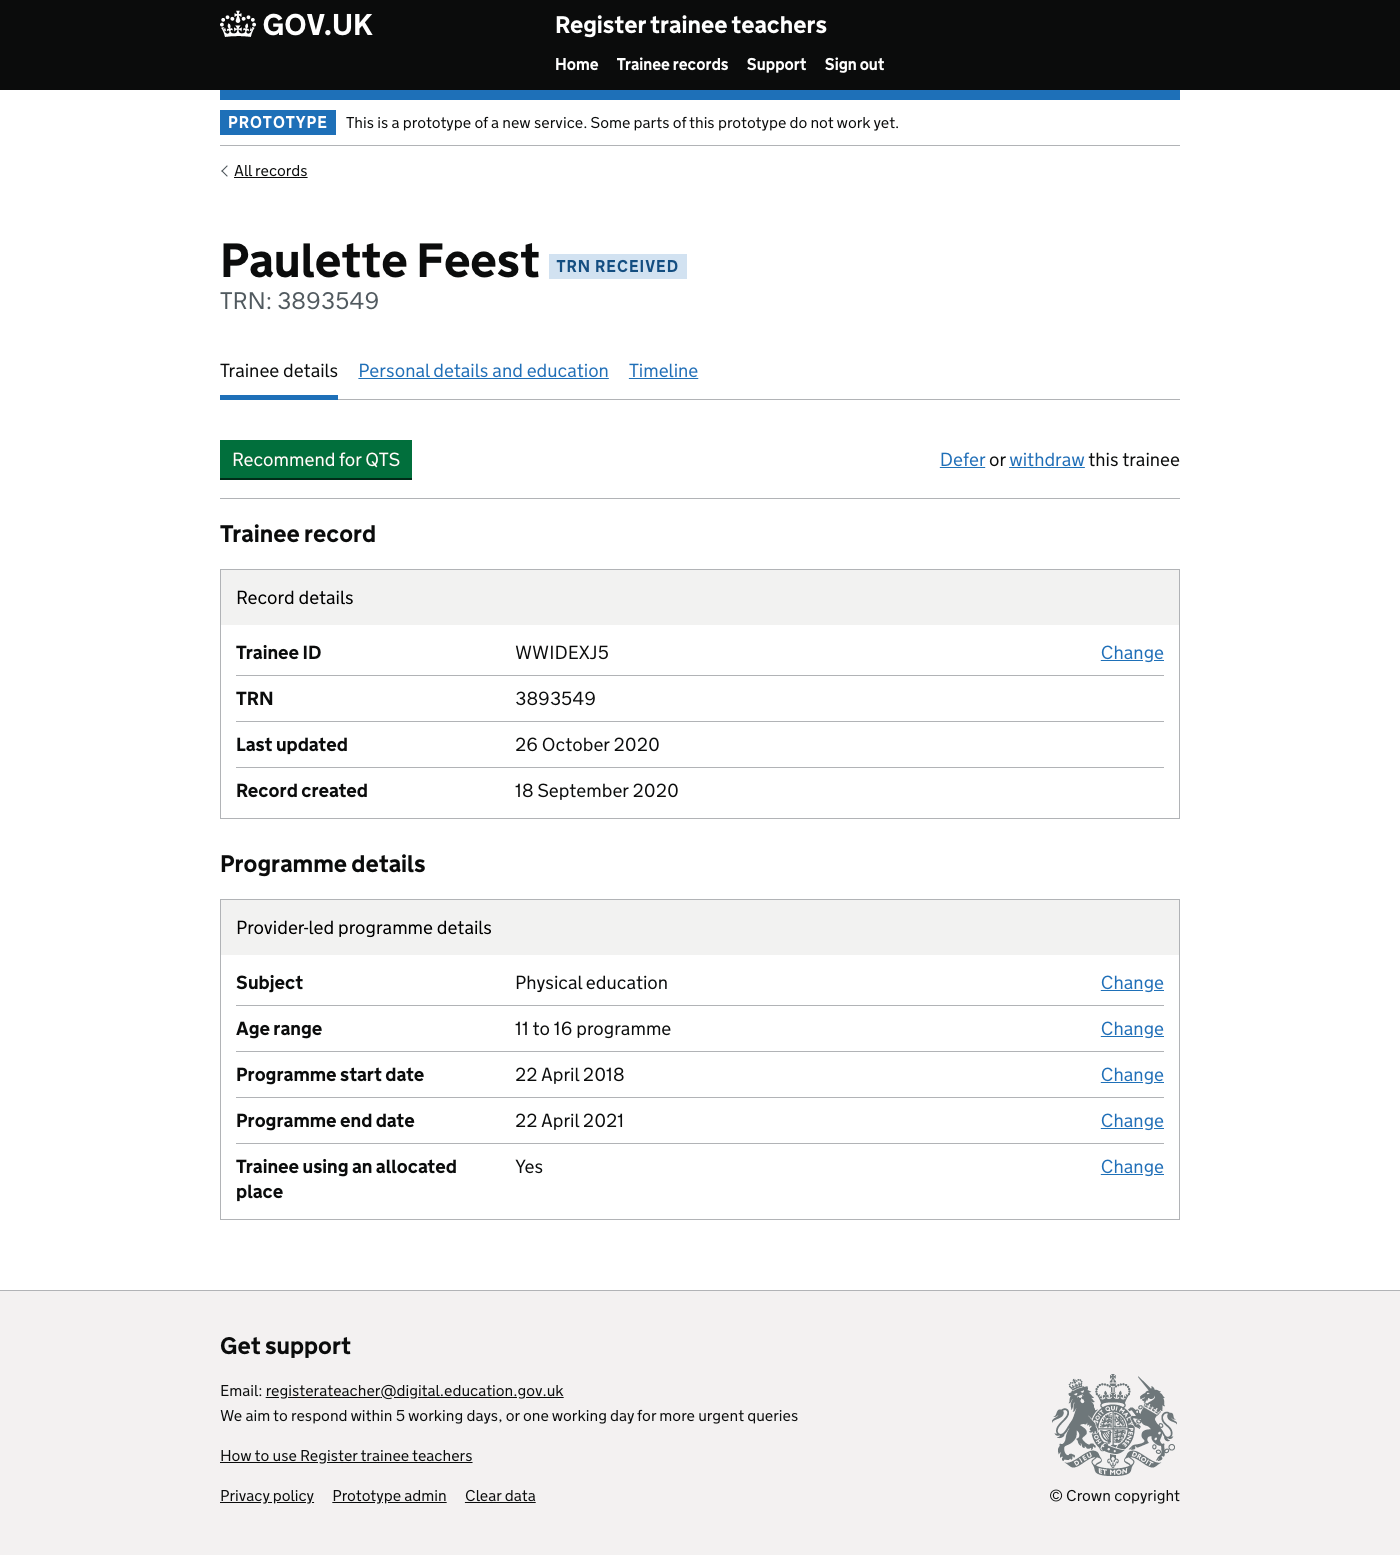 GOV.UK
Register trainee teachers
Home Trainee records Support Sign out
PROTOTYPE This is a prototype of a new service. Some parts of this prototype do not work yet.
All records
Paulette Feest TRN RECEIVED
TRN: 3893549
Trainee details Personal details and education Timeline
Recommend for QTS Defer or withdraw this trainee
Trainee record
Record details
Trainee ID WWIDEXJ5 Change
TRN 3893549
Last updated 26 October 2020
Record created 18 September 2020
Programme details
Provider-led programme details
Subject Physical education Change
Age range 11 to 16 programme Change
Programme start date 22 April 2018 Change
Programme end date 22 April 2021 Change
Trainee using an allocated Yes Change
place
Get support
Email: registerateacher@digital.education.gov.uk
We aim to respond within 5 working days, or one working day for more urgent queries
How to use Register trainee teachers
Privacy policy Prototype admin Clear data
DIEU ET MON DROIT
© Crown copyright